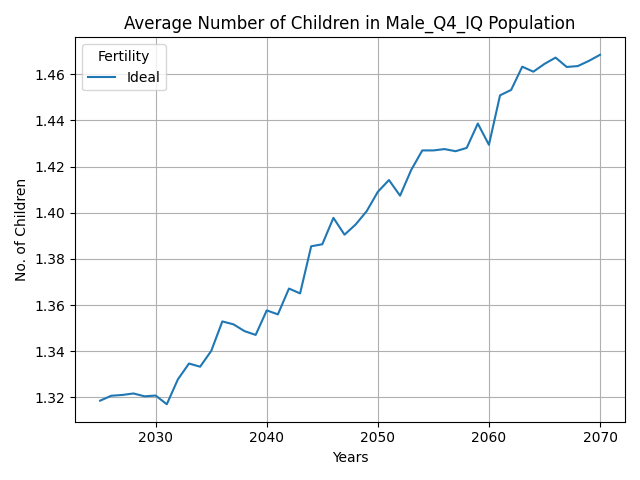 Average Number of Children in Male_Q4_IQ Population
Fertility
Ideal
No. of Children
1.46
1.44
1.42
1.40
1.38
1.36
1.34
1.32
2030 2040 2050 2060 2070
Years